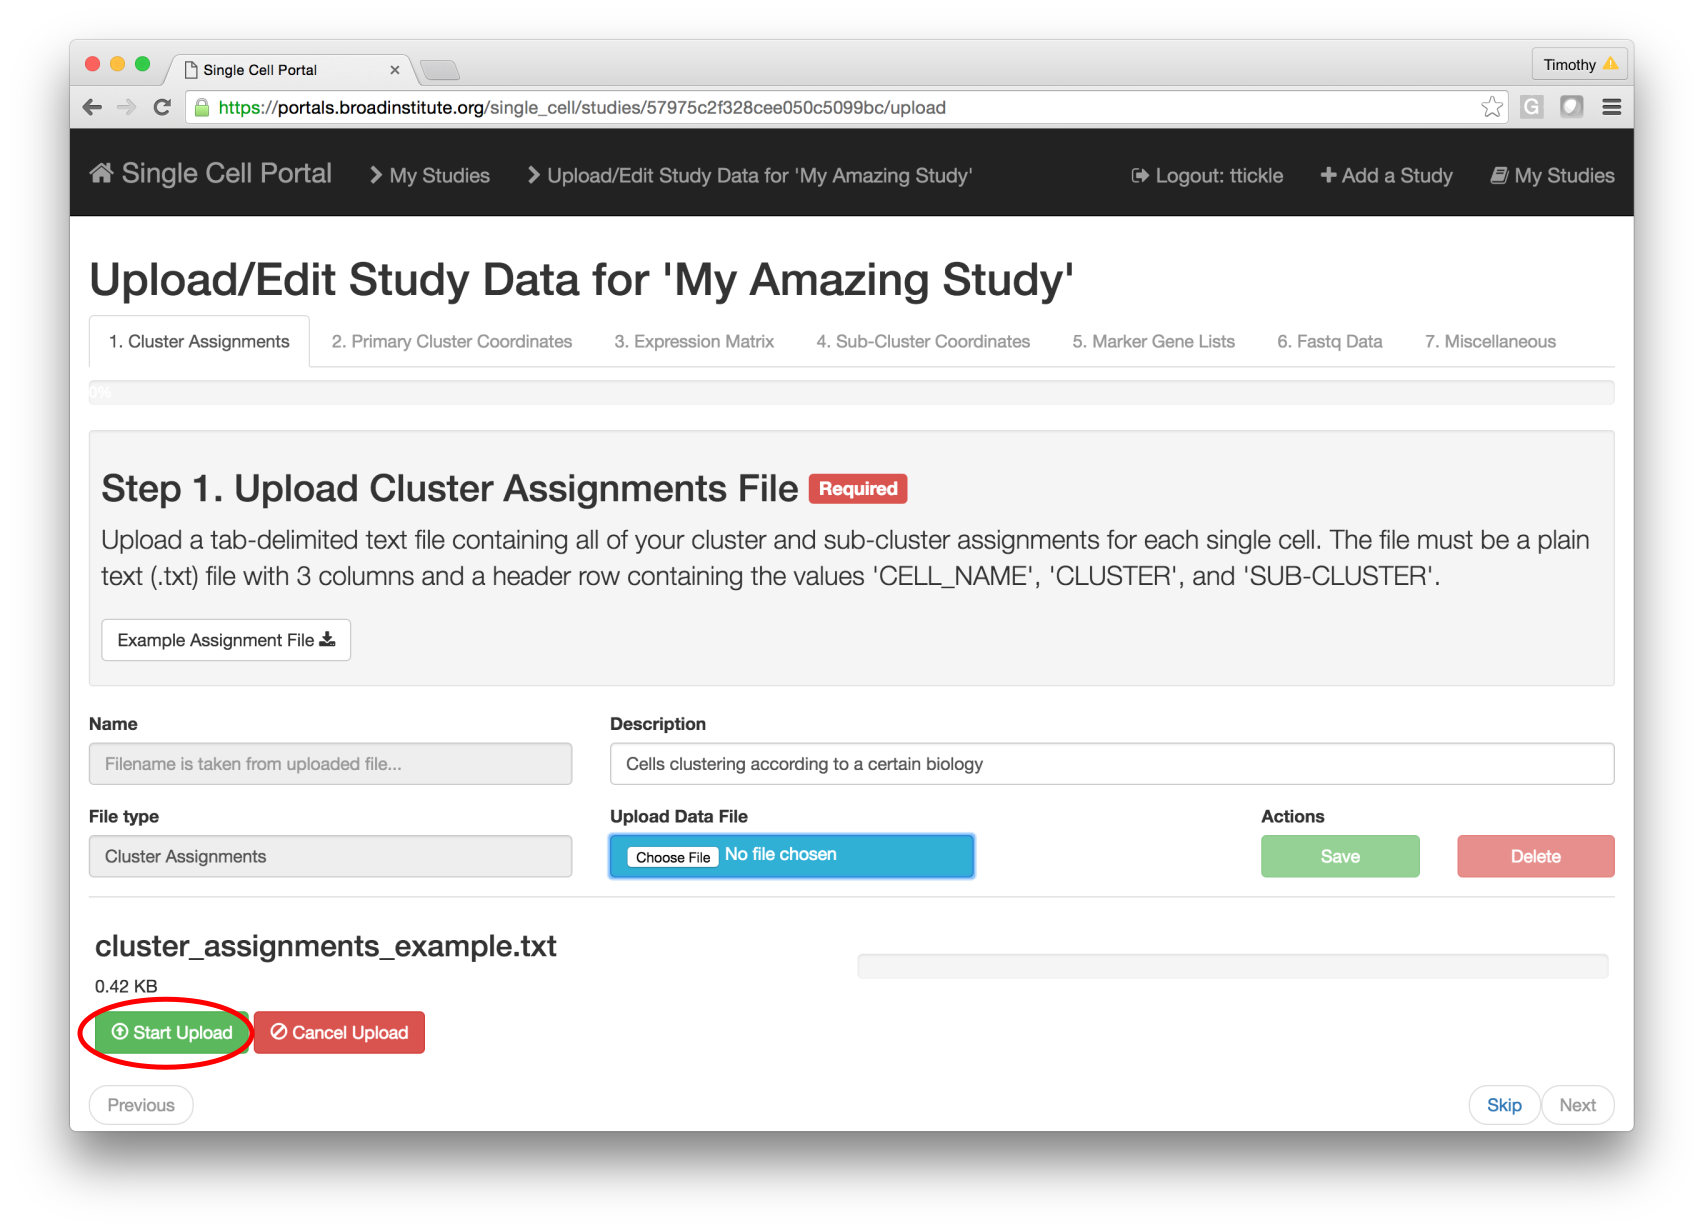 Single Cell Portal
Timothy
https://portals.broadinstitute.org/single_cell/studies/57975c2f328cee050c5099bc/upload
G
Single Cell Portal My Studies Upload/Edit Study Data for 'My Amazing Study' Logout: ttickle Add a Study My Studies
Upload/Edit Study Data for 'My Amazing Study'
1. Cluster Assignments 2. Primary Cluster Coordinates 3. Expression Matrix 4. Sub-Cluster Coordinates 5. Marker Gene Lists 6. Fastq Data 7. Miscellaneous
0%
Step 1. Upload Cluster Assignments File Required
Upload a tab-delimited text file containing all of your cluster and sub-cluster assignments for each single cell. The file must be a plain
text (.txt) file with 3 columns and a header row containing the values 'CELL_NAME', 'CLUSTER', and 'SUB-CLUSTER'.
Example Assignment File
Name Description
Filename is taken from uploaded file... Cells clustering according to a certain biology
File type Upload Data File Actions
Cluster Assignments Choose File No file chosen Save Delete
cluster_assignments_example.txt
0.42 KB
Start Upload Cancel Upload
Previous Skip Next